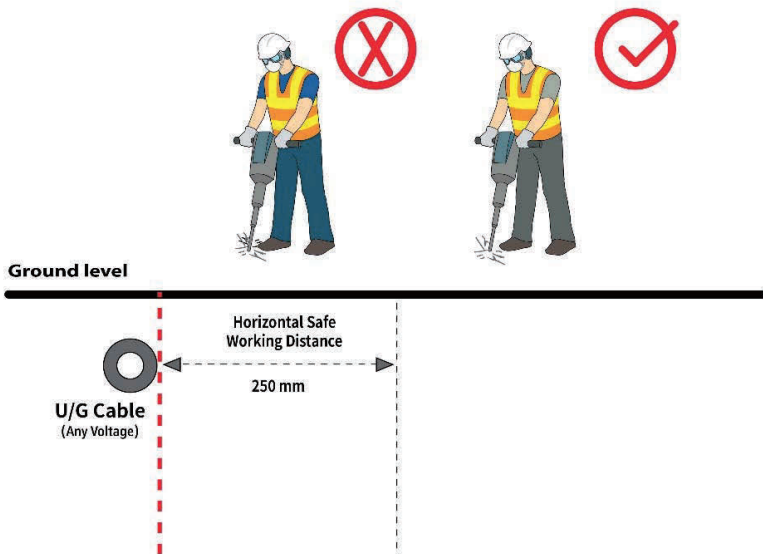 Ground level
Horizontal Safe
Working Distance
250 mm
U/G Cable
(Any Voltage)